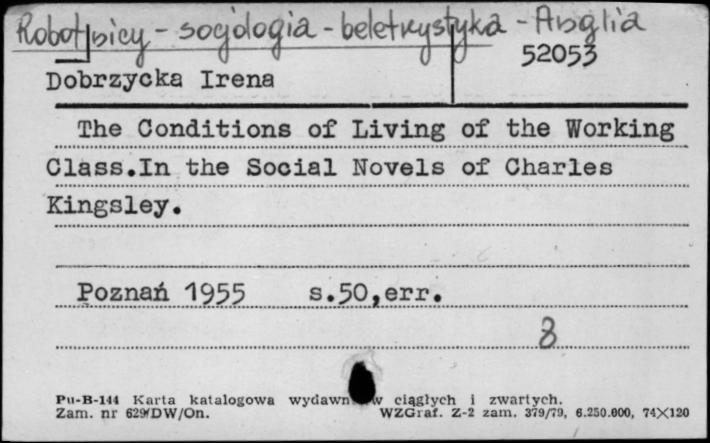 Robotnicy - socjologia - beletrystyka - Anglia
52053
Dobrzycka Irena
The Conditions of Living of the Working
Class.In the Social Novels of Charles
Kingsley.
Poznań 1955 s.50,err.
8
Pu-B-144 Karta katalogowa ciągłych i zwartych.
Zam. nr 629/DW/On. WZGraf. Z-2 zam. 379/79, 6.250.000, 74X120